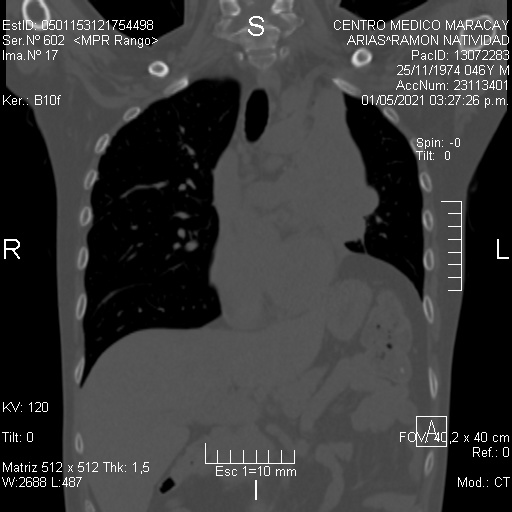 EstID: 0501153121754498
Ser.Nº 602 <MPR Rango>
Ima.Nº 17
Ker.: B10f
S
CENTRO MEDICO MARACAY
ARIAS^RAMON NATIVIDAD
PacID: 13072283
25/11/1974 046Y M
AccNum: 23113401
01/05/2021 03:27:26 p.m.
Spin: -0
Tilt: 0
R
L
KV: 120
Tilt: 0
Matriz 512 x 512 Thk: 1,5
W:2688 L:487
Esc 1=10 mm
I
A
FOV: 40,2 x 40 cm
Ref.: 0
Mod.: CT